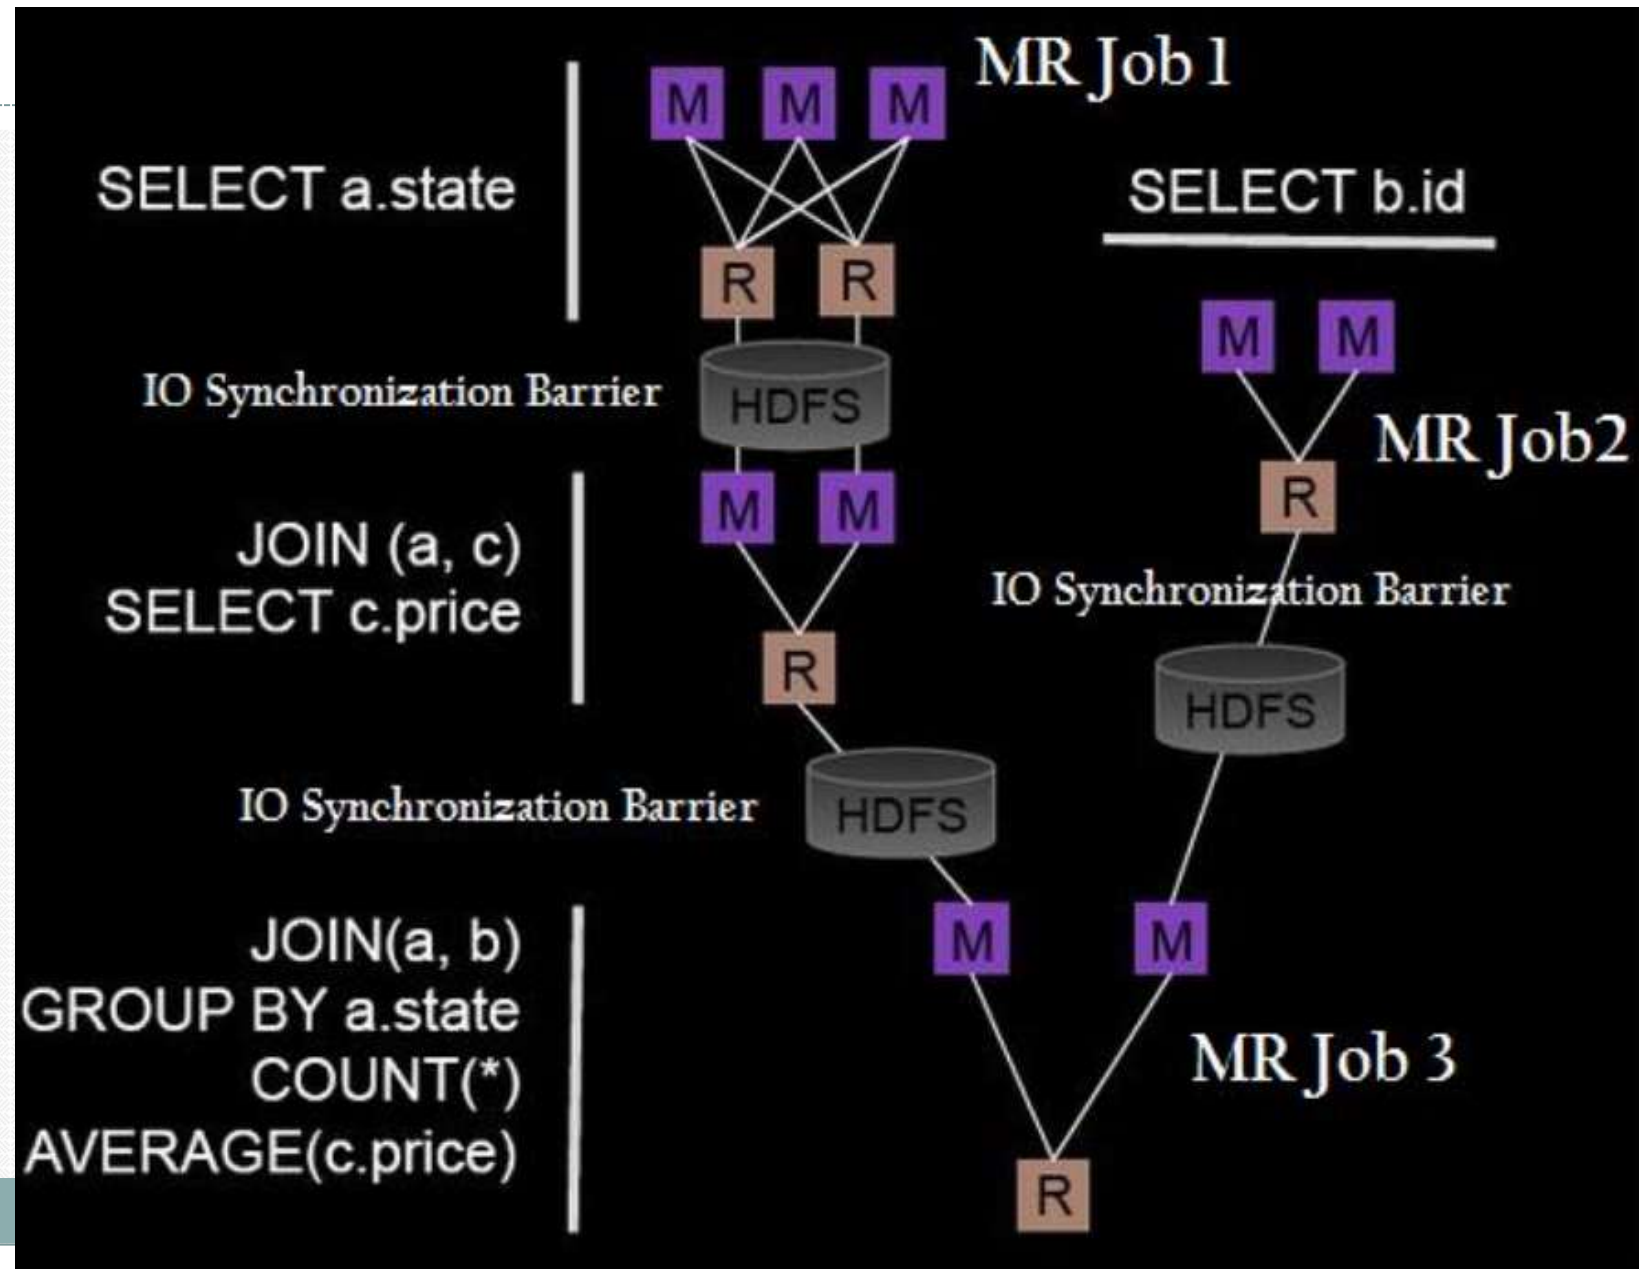 MR Job 1
M M M
SELECT a.state
SELECT b.id
R R
M M
IO Synchronization Barrier
HDFS
MR Job2
R
M M
JOIN (a, c)
SELECT c.price
IO Synchronization Barrier
R
HDFS
IO Synchronization Barrier
HDFS
M M
JOIN(a, b)
GROUP BY a.state
COUNT(*)
AVERAGE(c.price)
MR Job 3
R